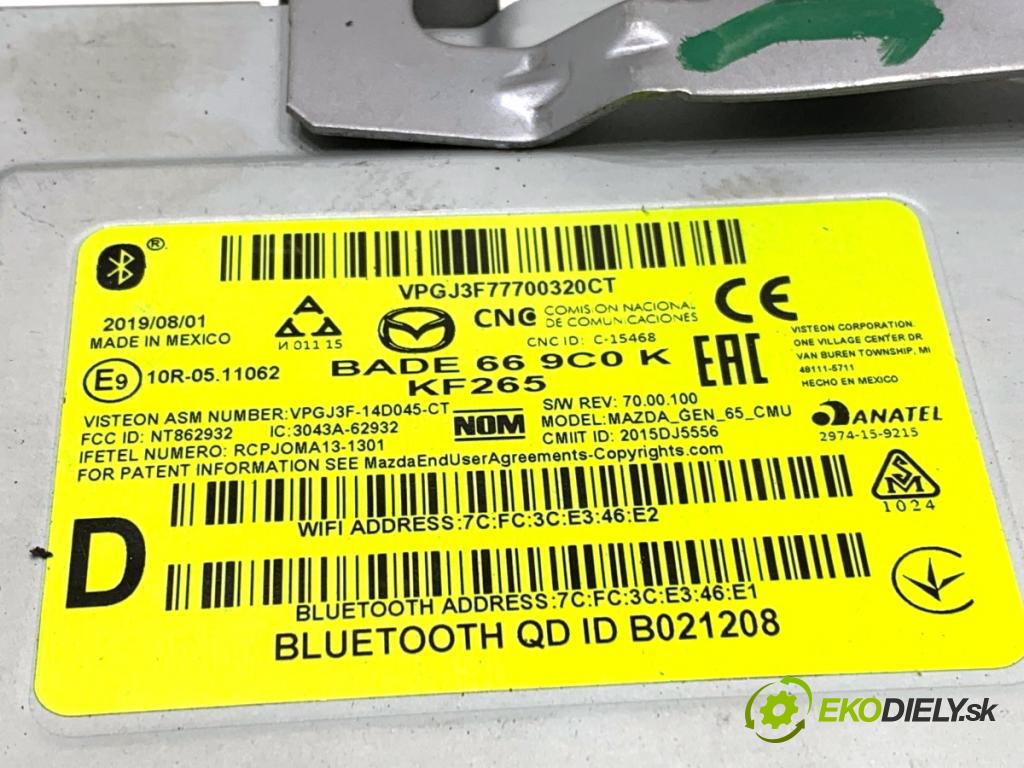 ®
VPGJ3F77700320CT
2019/08/01
MADE IN MEXICO
И 011 15
CNC COMISION NACIONAL
DE COMUNICACIONES
CNC ID: C-15468
CE
E9 10R-05.11062
BADE 66 9C0 K
KF265
EAC
VISTEON CORPORATION.
ONE VILLAGE CENTER DR
VAN BUREN TOWNSHIP, MI
48111-5711
HECHO EN MEXICO
VISTEON ASM NUMBER:VPGJ3F-14D045-CT
FCC ID: NT862932 IC:3043A-62932
IFETEL NUMERO: RCPJOMA13-1301
NOM
S/W REV: 70.00.100
MODEL:MAZDA_GEN_65_CMU
CMIIT ID: 2015DJ5556
ANATEL
2974-15-9215
FOR PATENT INFORMATION SEE MazdaEndUserAgreements-Copyrights.com
WIFI ADDRESS:7C:FC:3C:E3:46:E2
1024
D
BLUETOOTH ADDRESS:7C:FC:3C:E3:46:E1
BLUETOOTH QD ID B021208
EKODIELY.sk